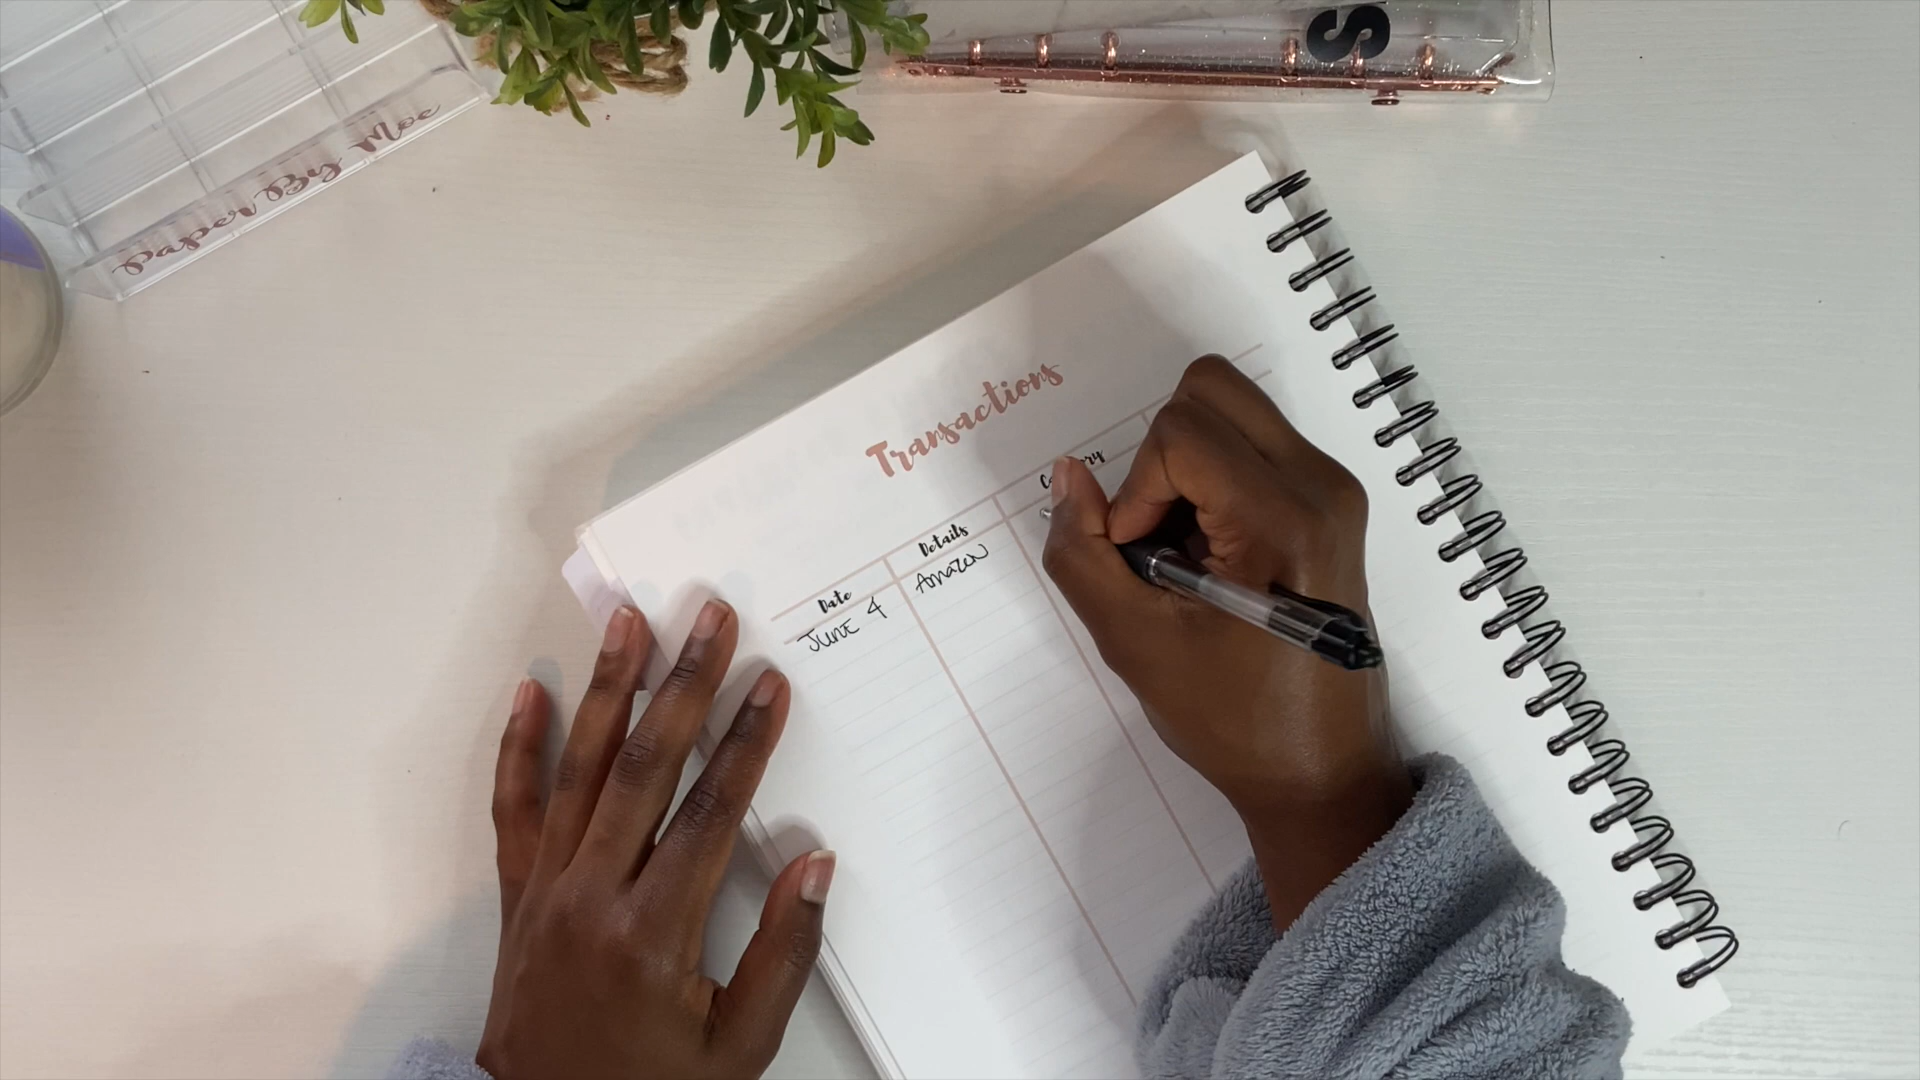 Paper By Moe
S
Transactions
Date Details
June 4 Amazon